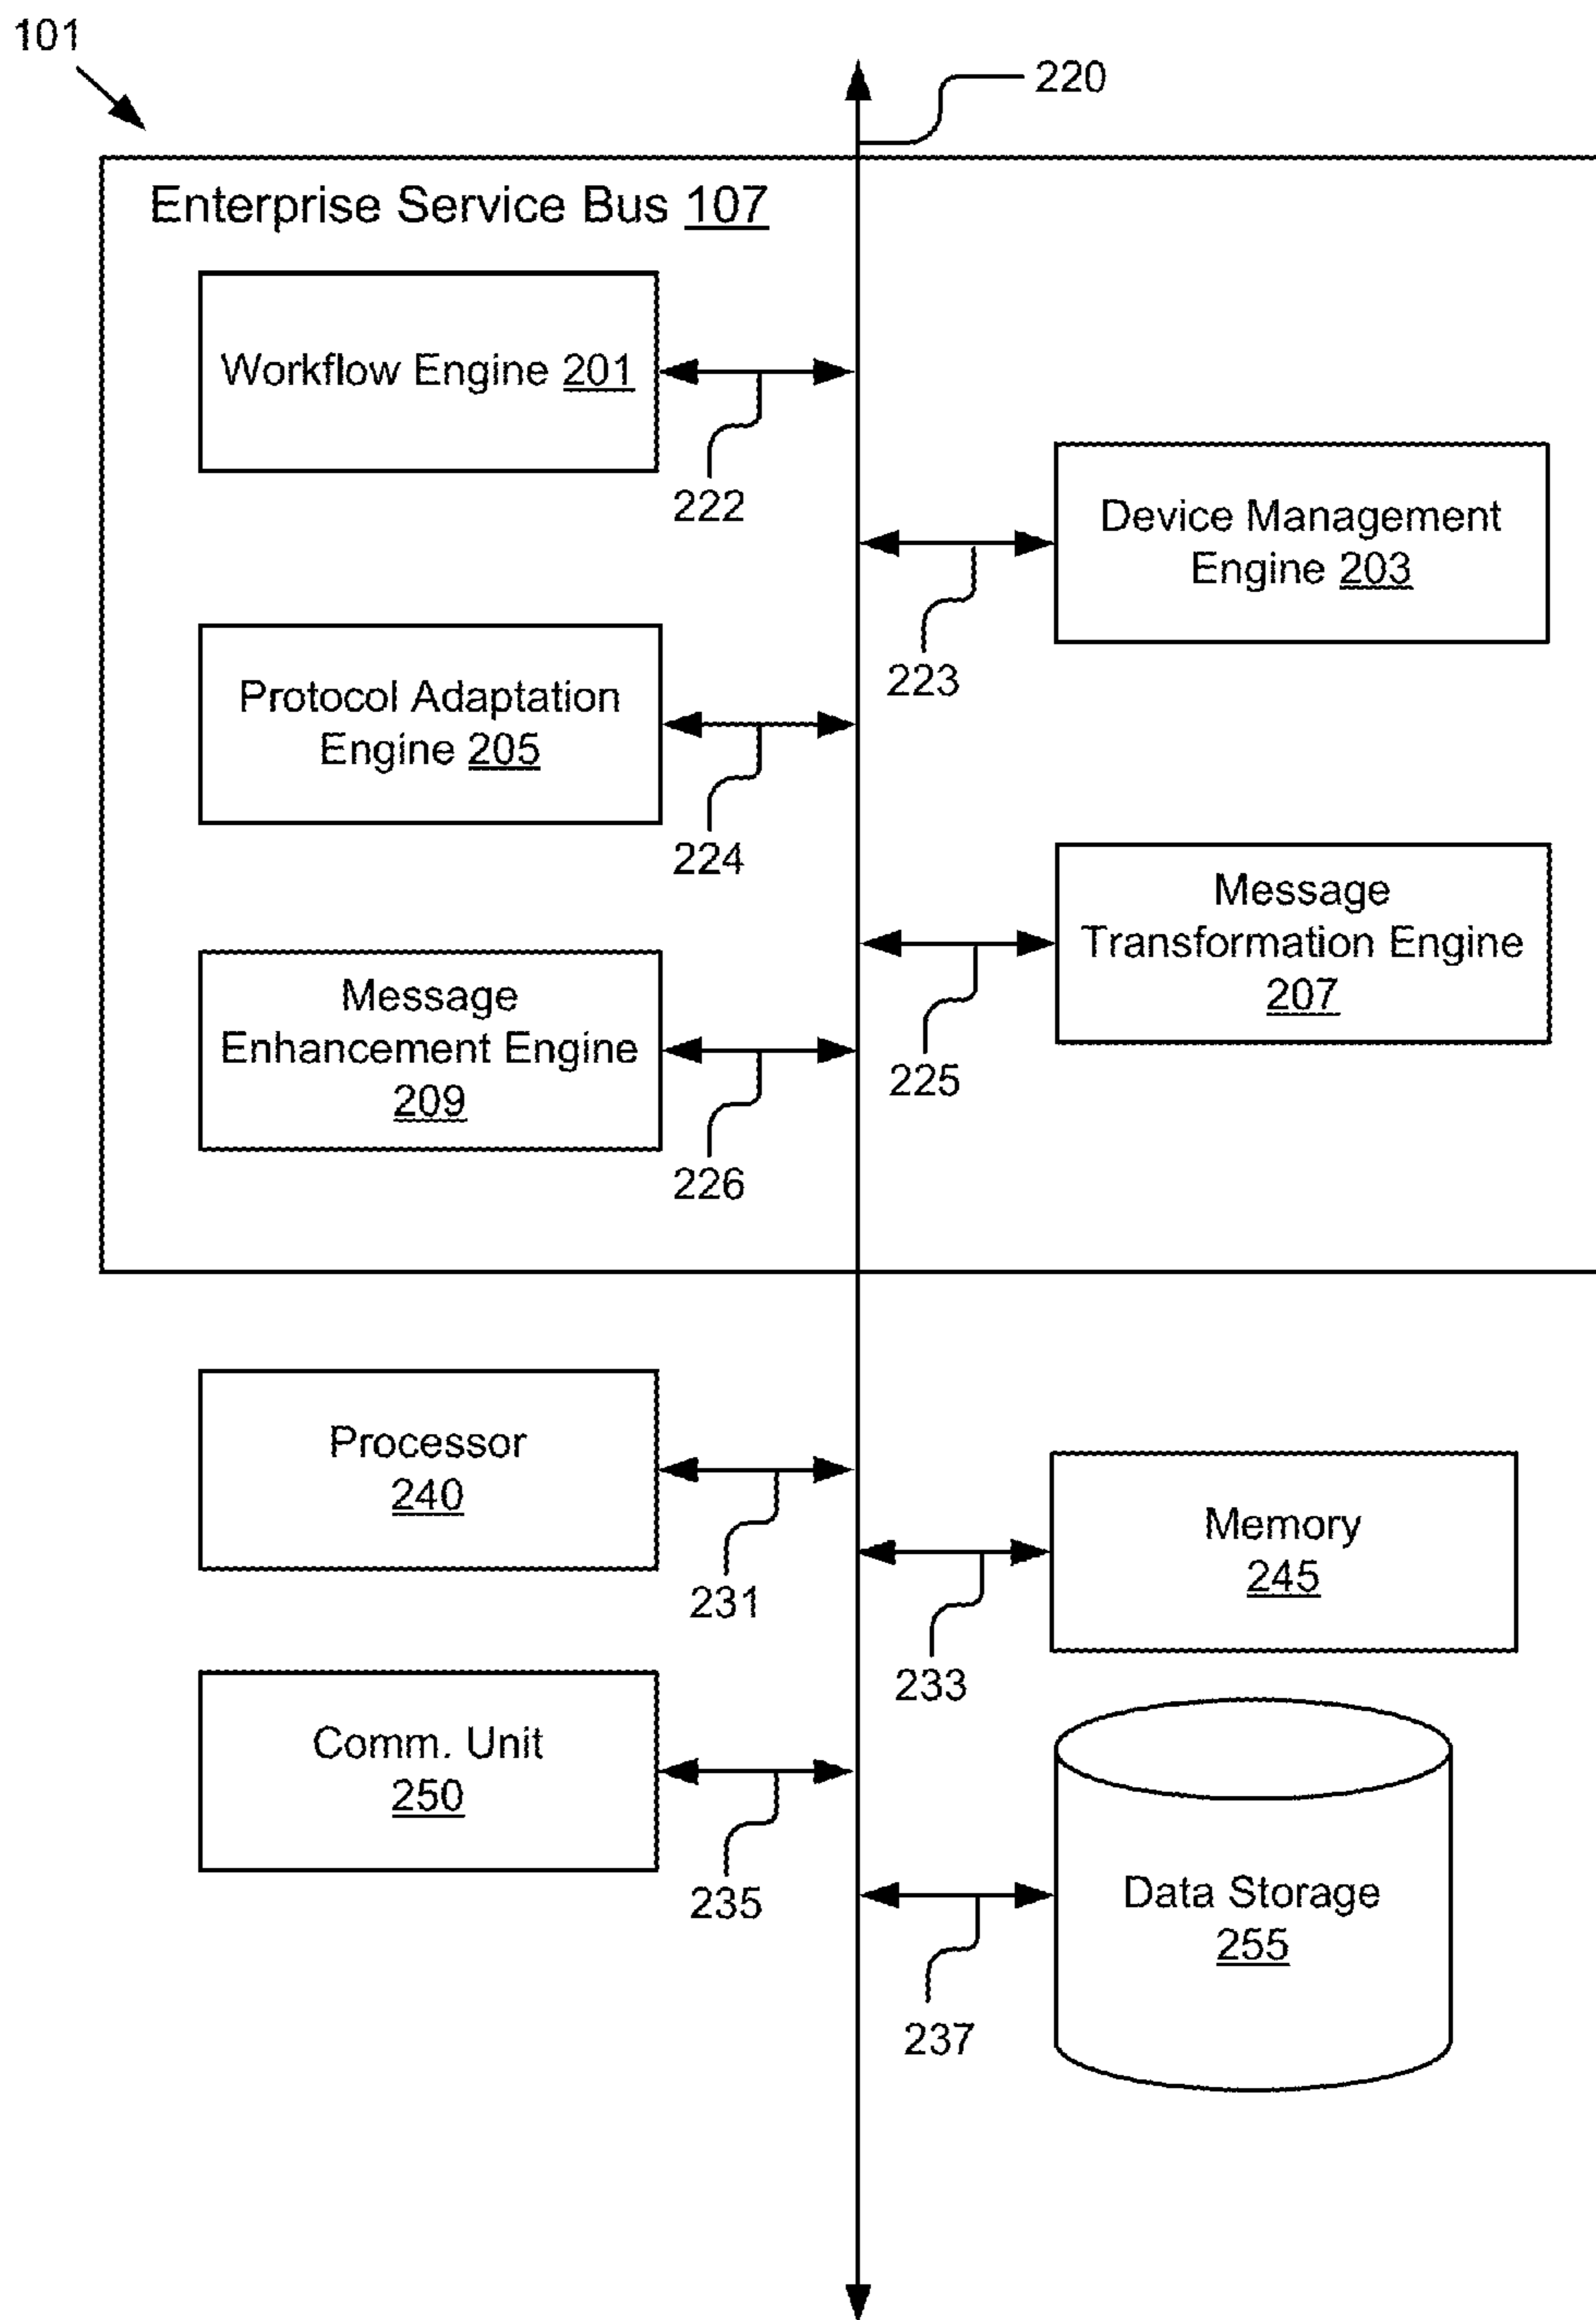 101
220
Enterprise Service Bus 107
Workflow Engine 201
222
Device Management
Engine 203
223
Protocol Adaptation
Engine 205
224
Message
Transformation Engine
207
225
Message
Enhancement Engine
209
226
Processor
240
231
Memory
245
233
Comm. Unit
250
235
Data Storage
255
237